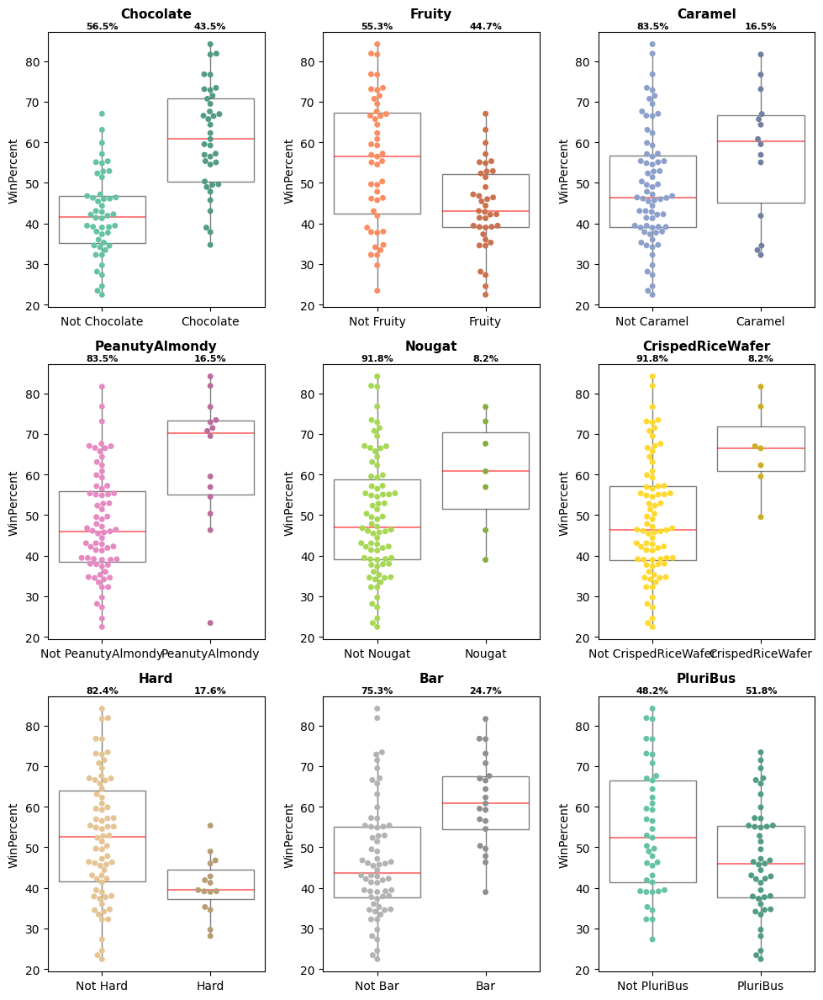 Chocolate
56.5% 43.5%
WinPercent
80
70
60
50
40
30
20
Not Chocolate Chocolate
Fruity
55.3% 44.7%
WinPercent
80
70
60
50
40
30
20
Not Fruity Fruity
Caramel
83.5% 16.5%
WinPercent
80
70
60
50
40
30
20
Not Caramel Caramel
PeanutyAlmondy
83.5% 16.5%
WinPercent
80
70
60
50
40
30
20
Not PeanutyAlmondy PeanutyAlmondy
Nougat
91.8% 8.2%
WinPercent
80
70
60
50
40
30
20
Not Nougat Nougat
CrispedRiceWafer
91.8% 8.2%
WinPercent
80
70
60
50
40
30
20
Not CrispedRiceWafer CrispedRiceWafer
Hard
82.4% 17.6%
WinPercent
80
70
60
50
40
30
20
Not Hard Hard
Bar
75.3% 24.7%
WinPercent
80
70
60
50
40
30
20
Not Bar Bar
PluriBus
48.2% 51.8%
WinPercent
80
70
60
50
40
30
20
Not PluriBus PluriBus